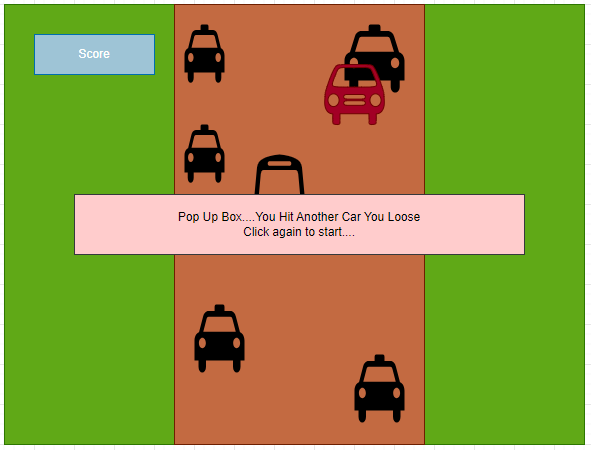 Score
Pop Up Box....You Hit Another Car You Loose
Click again to start....